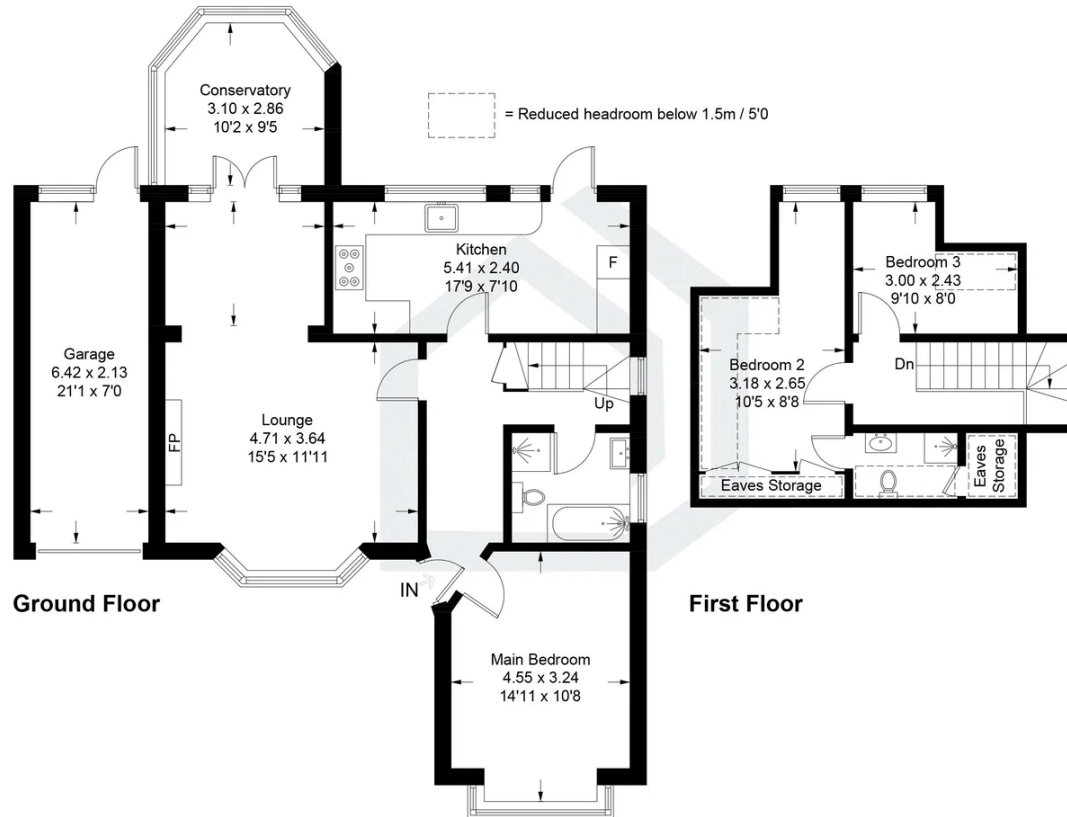 Conservatory
3.10 x 2.86
10'2 x 9'5
= Reduced headroom below 1.5m / 5'0
Kitchen
5.41 x 2.40
17'9 x 7'10
F
Garage
6.42 x 2.13
21'1 x 7'0
FP
Lounge
4.71 x 3.64
15'5 x 11'11
Up
IN
Main Bedroom
4.55 x 3.24
14'11 x 10'8
Ground Floor
Bedroom 3
3.00 x 2.43
9'10 x 8'0
Bedroom 2
3.18 x 2.65
10'5 x 8'8
Dn
Eaves Storage
Eaves
Storage
First Floor